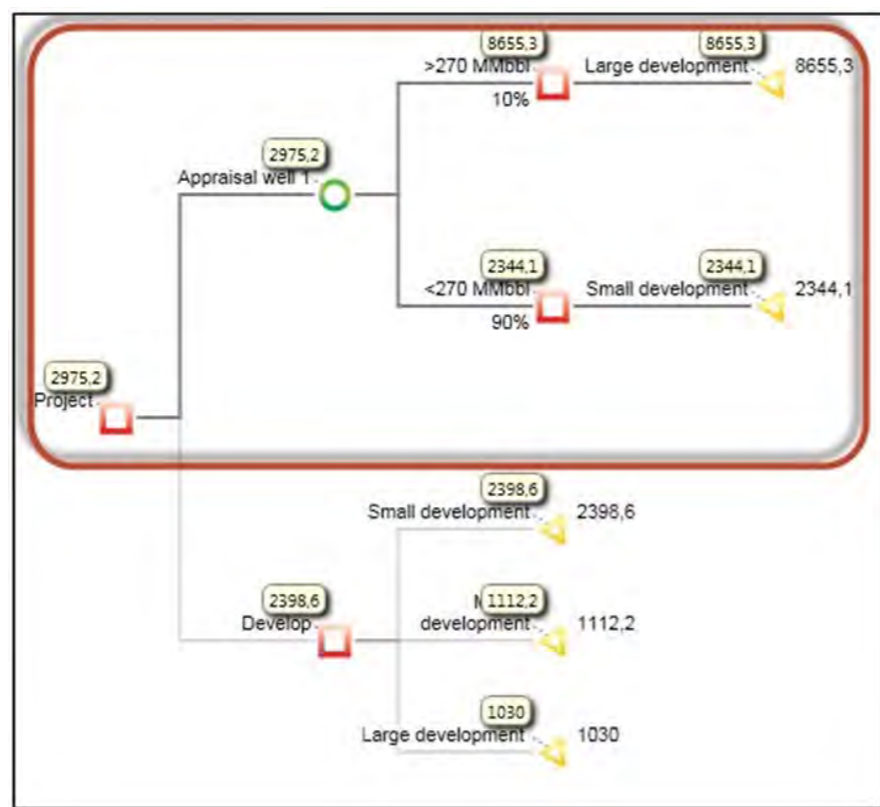 8655,3
8655,3
>270 MMbbl
Large development
8655,3
10%
2975,2
Appraisal well 1
2344,1
2344,1
<270 MMbbl
Small development
2344,1
90%
2975,2
Project
2398,6
Small development
2398,6
2398,6
Develop
1112,2
development
1112,2
1030
Large development
1030